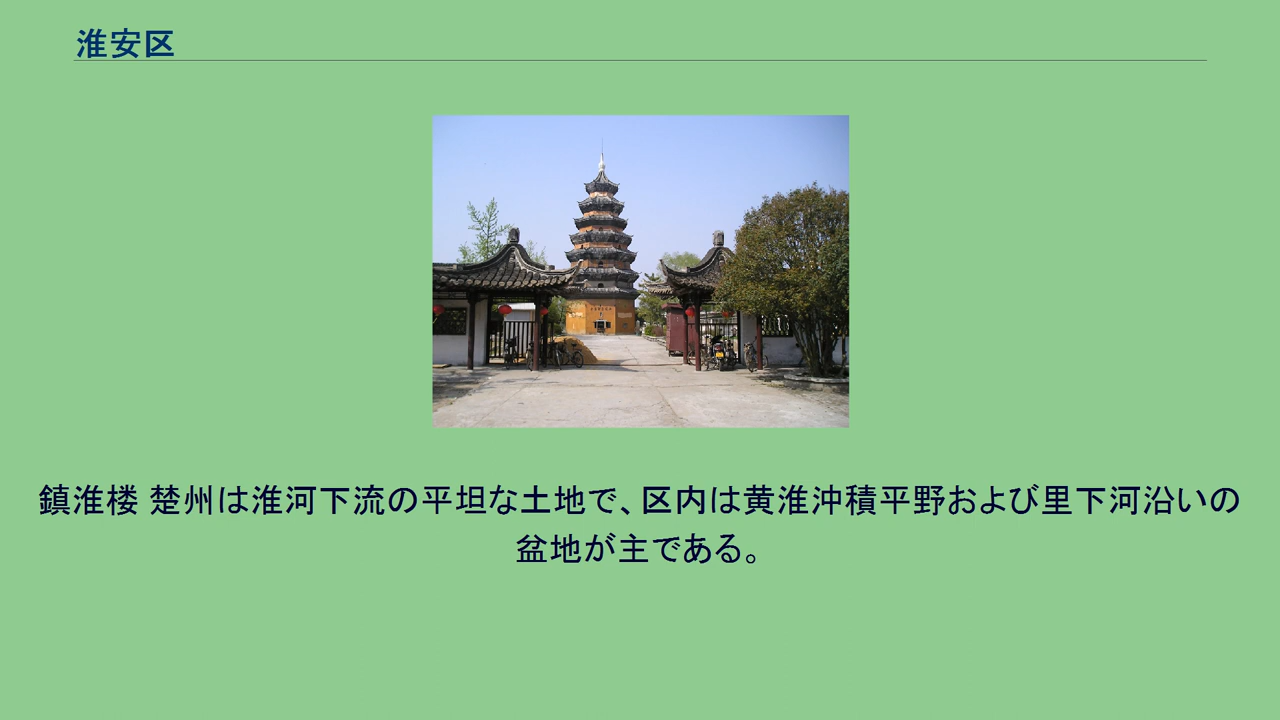 淮安区
鎮淮楼 楚州は淮河下流の平坦な土地で、区内は黄淮沖積平野および里下河沿いの
盆地が主である。